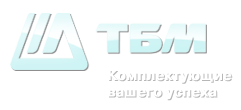 ТБМ
Комплектующие
вашего успеха